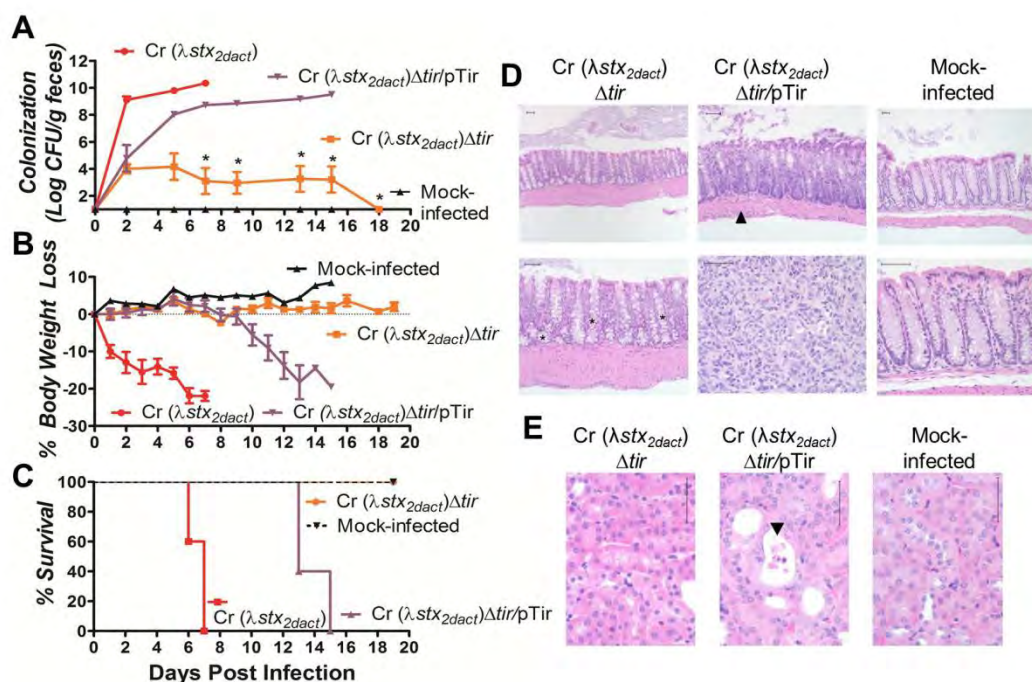 A
Cr (λstx2dact)
Cr (λstx2dact)Δtir/pTir
Cr (λstx2dact)Δtir
Mock-
infected
Colonization
(Log CFU/g feces)
10
8
6
4
2
* * * * *
0 2 4 6 8 10 12 14 16 18 20
B
Mock-infected
Cr (λstx2dact)Δtir
Cr (λstx2dact)
Cr (λstx2dact)Δtir/pTir
% Body Weight Loss
10
0
-10
-20
-30
0 2 4 6 8 10 12 14 16 18 20
C
Cr (λstx2dact)Δtir
Mock-infected
Cr (λstx2dact)
Cr (λstx2dact)Δtir/pTir
% Survival
100
80
60
40
20
0
0 2 4 6 8 10 12 14 16 18 20
Days Post Infection
D
Cr (λstx2dact)
Δtir
Cr (λstx2dact)
Δtir/pTir
Mock-
infected
* * *
E
Cr (λstx2dact)
Δtir
Cr (λstx2dact)
Δtir/pTir
Mock-
infected